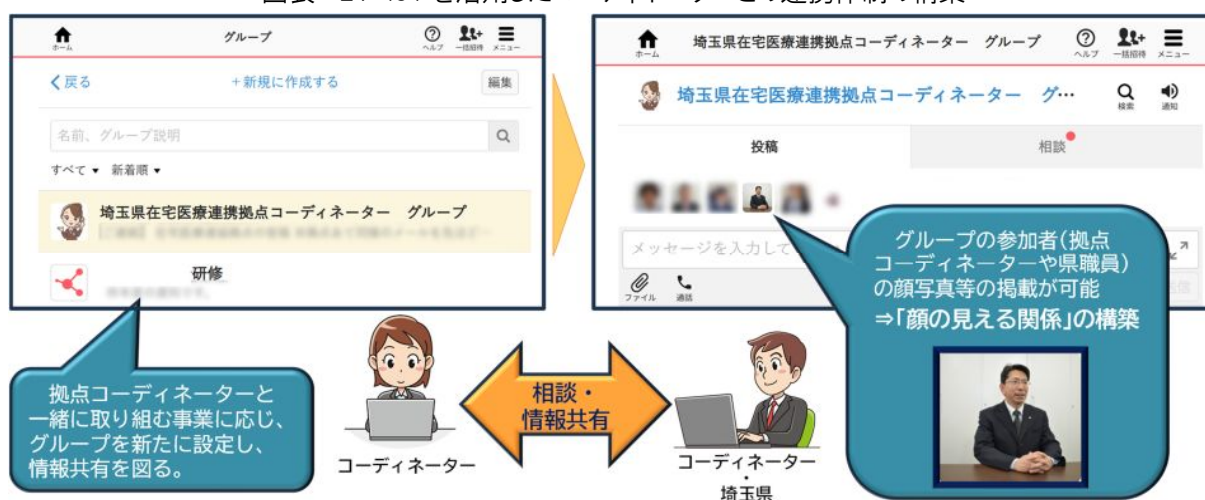 グループ
ホーム
ヘルプ
一括招待
メニュー
戻る
+新規に作成する
編集
名前、グループ説明
すべて ▼ 新着順 ▼
埼玉県在宅医療連携拠点コーディネーター グループ
研修
拠点コーディネーターと
一緒に取り組む事業に応じ、
グループを新たに設定し、
情報共有を図る。
ホーム
埼玉県在宅医療連携拠点コーディネーター グループ
ヘルプ
一括招待
メニュー
埼玉県在宅医療連携拠点コーディネーター グ…
検索
通知
投稿
相談
メッセージを入力して
ファイル
通話
グループの参加者(拠点
コーディネーターや県職員)
の顔写真等の掲載が可能
⇒「顔の見える関係」の構築
相談・
情報共有
コーディネーター
コーディネーター
・
埼玉県